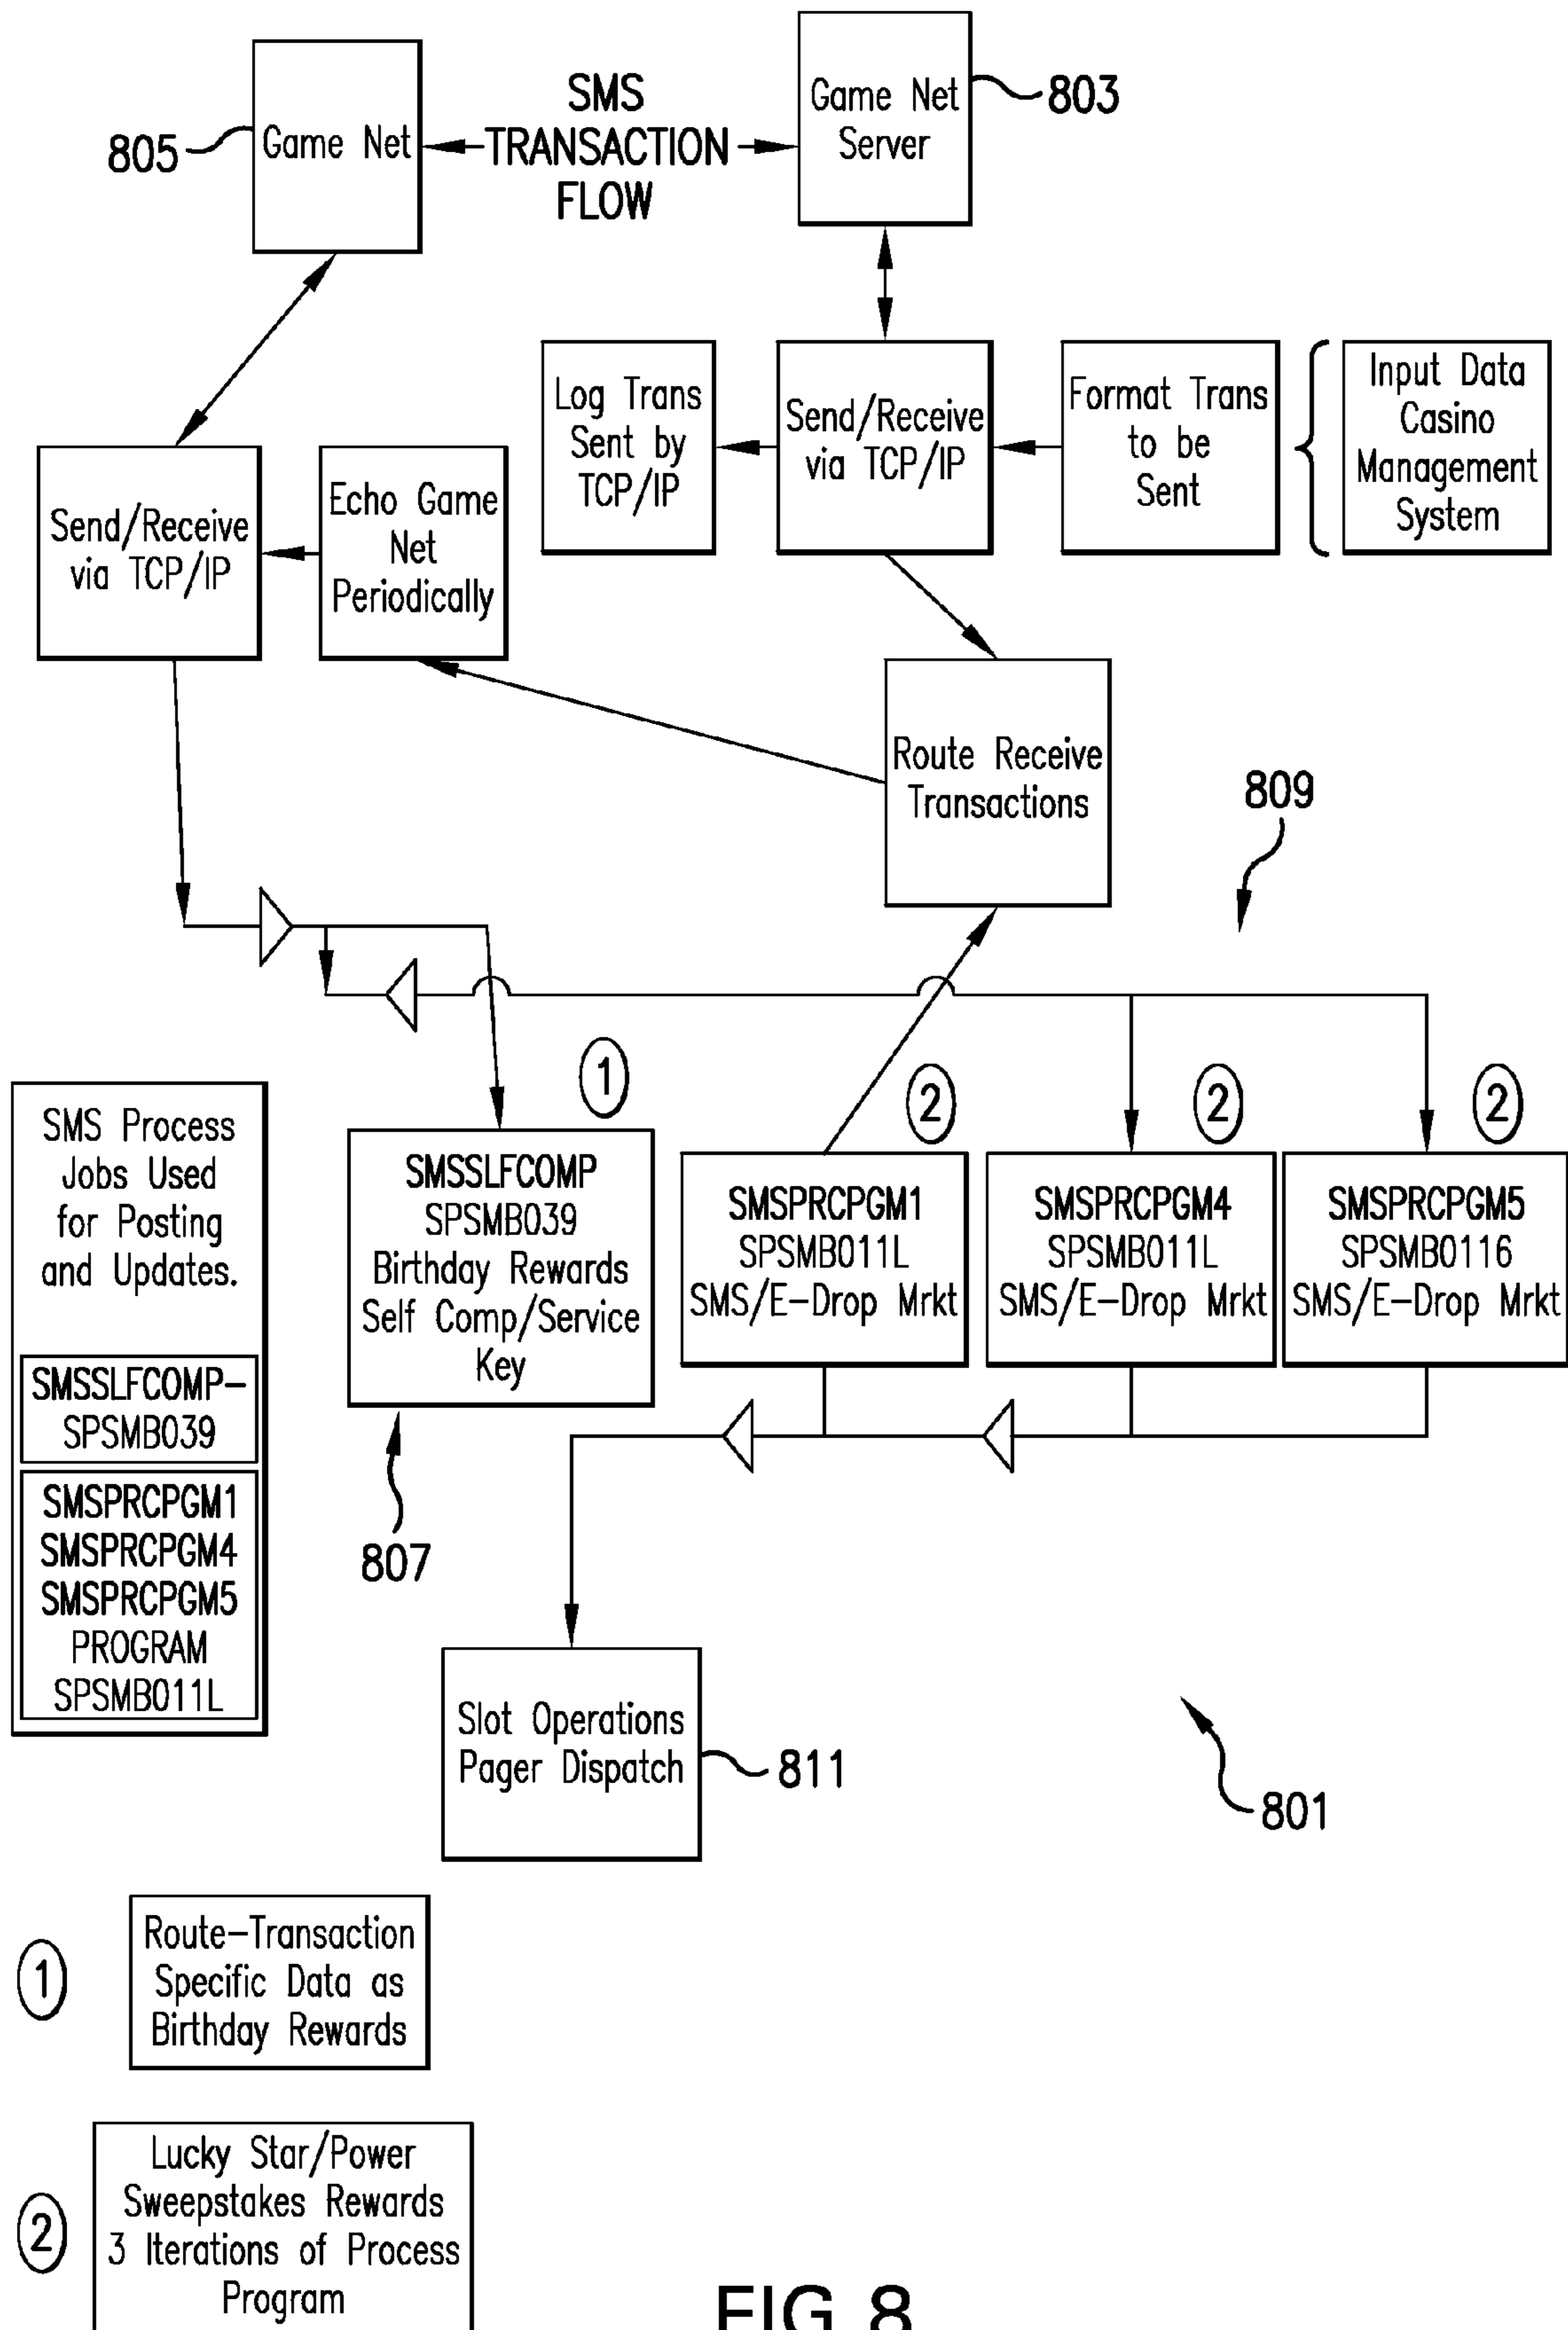 805
Game Net
SMS
TRANSACTION
FLOW
Game Net
Server
803
Send/Receive
via TCP/IP
Echo Game
Net
Periodically
Log Trans
Sent by
TCP/IP
Send/Receive
via TCP/IP
Format Trans
to be
Sent
Input Data
Casino
Management
System
Route Receive
Transactions
809
SMS Process
Jobs Used
for Posting
and Updates.
SMSSLFCOMP-
SPSMB039
SMSPRCPGM1
SMSPRCPGM4
SMSPRCPGM5
PROGRAM
SPSMB011L
1
SMSSLFCOMP
SPSMB039
Birthday Rewards
Self Comp/Service
Key
807
2
SMSPRCPGM1
SPSMB011L
SMS/E-Drop Mrkt
2
SMSPRCPGM4
SPSMB011L
SMS/E-Drop Mrkt
2
SMSPRCPGM5
SPSMB0116
SMS/E-Drop Mrkt
Slot Operations
Pager Dispatch
811
801
1
Route-Transaction
Specific Data as
Birthday Rewards
2
Lucky Star/Power
Sweepstakes Rewards
3 Iterations of Process
Program
FIG 8